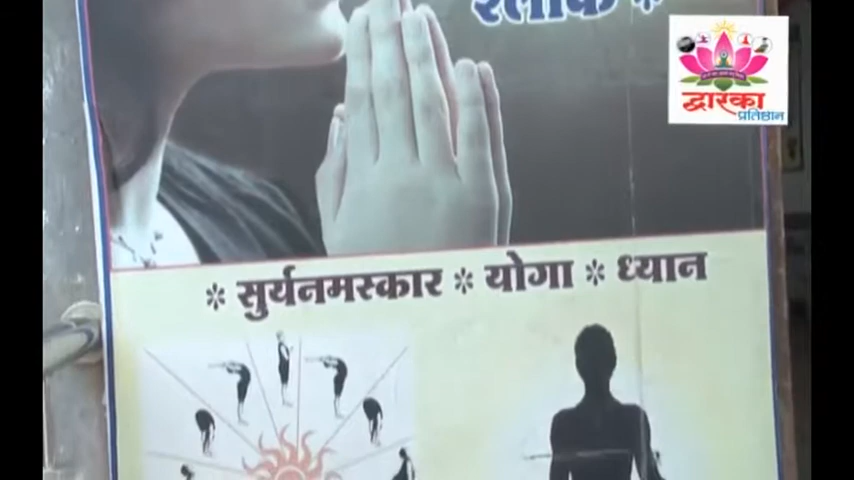 श्लोक *
द्वारका
प्रतिष्ठान
* सुर्यनमस्कार * योगा * ध्यान